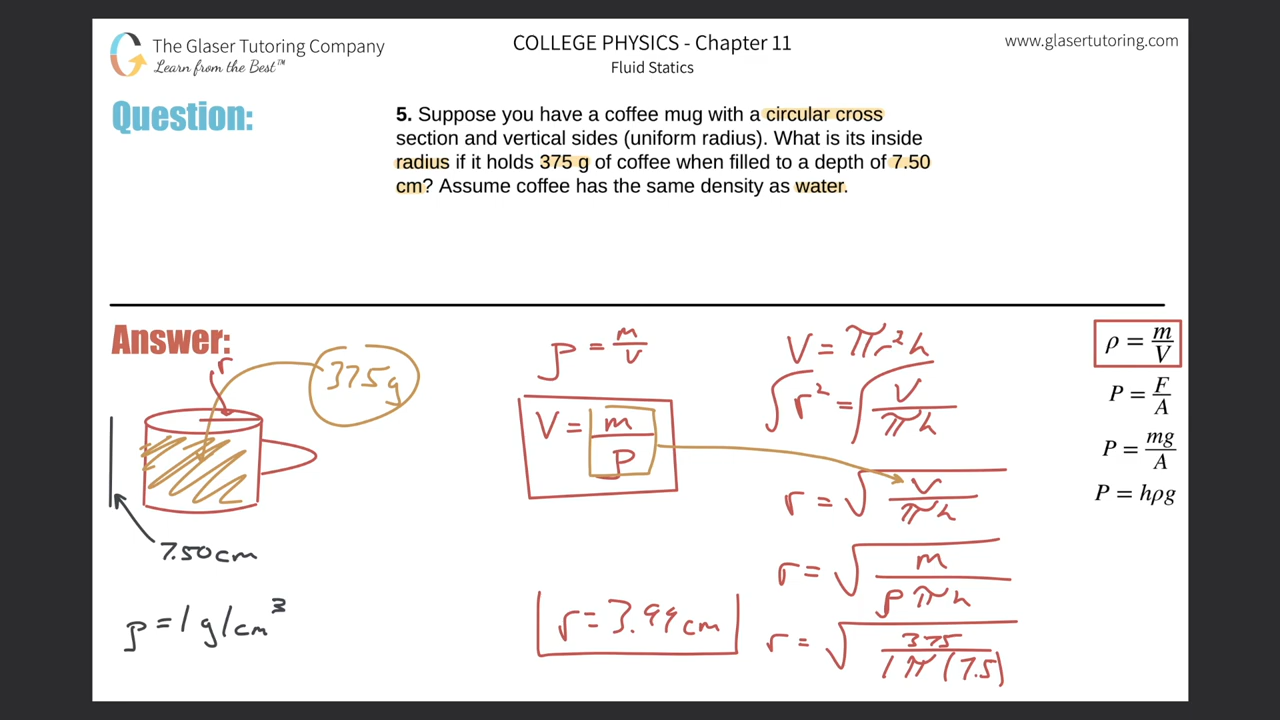 The Glaser Tutoring Company
Learn from the Best™
COLLEGE PHYSICS - Chapter 11
Fluid Statics
www.glasertutoring.com
Question:
5. Suppose you have a coffee mug with a circular cross
section and vertical sides (uniform radius). What is its inside
radius if it holds 375 g of coffee when filled to a depth of 7.50
cm? Assume coffee has the same density as water.
Answer:
r
375g
7.50cm
ρ = 1 g/cm³
ρ = m/V
V = m/ρ
r = 3.99cm
V = πr²h
√r² = √V/πh
r = √V/πh
r = √m/ρπh
r = √375/1π(7.5)
ρ = m/V
P = F/A
P = mg/A
P = hρg